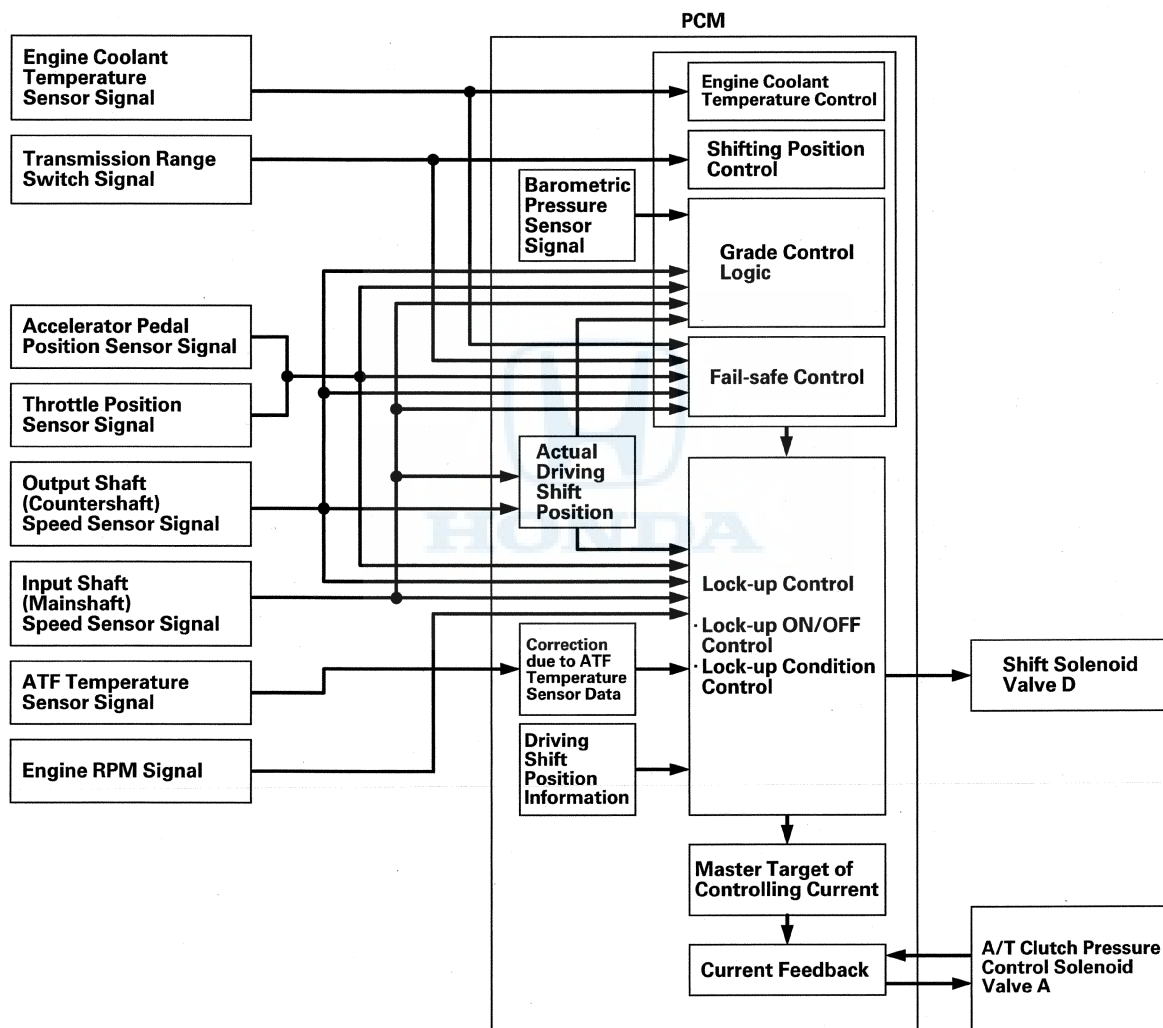 PCM
Engine Coolant
Temperature
Sensor Signal
Engine Coolant
Temperature Control
Transmission Range
Switch Signal
Shifting Position
Control
Barometric
Pressure
Sensor
Signal
Grade Control
Logic
Accelerator Pedal
Position Sensor Signal
Throttle Position
Sensor Signal
Fail-safe Control
Output Shaft
(Countershaft)
Speed Sensor Signal
Actual
Driving
Shift
Position
HONDA
Input Shaft
(Mainshaft)
Speed Sensor Signal
Lock-up Control
· Lock-up ON/OFF
Control
· Lock-up Condition
Control
ATF Temperature
Sensor Signal
Correction
due to ATF
Temperature
Sensor Data
Shift Solenoid
Valve D
Engine RPM Signal
Driving
Shift
Position
Information
Master Target of
Controlling Current
Current Feedback
A/T Clutch Pressure
Control Solenoid
Valve A